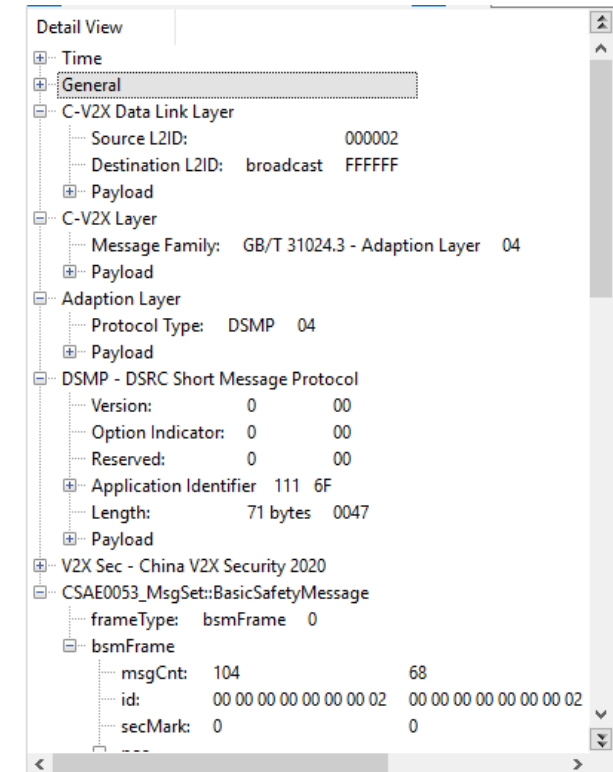 Detail View
Time
General
C-V2X Data Link Layer
Source L2ID: 000002
Destination L2ID: broadcast FFFFFF
Payload
C-V2X Layer
Message Family: GB/T 31024.3 - Adaption Layer 04
Payload
Adaption Layer
Protocol Type: DSMP 04
Payload
DSMP - DSRC Short Message Protocol
Version: 0 00
Option Indicator: 0 00
Reserved: 0 00
Application Identifier 111 6F
Length: 71 bytes 0047
Payload
V2X Sec - China V2X Security 2020
CSAE0053_MsgSet::BasicSafetyMessage
frameType: bsmFrame 0
bsmFrame
msgCnt: 104 68
id: 00 00 00 00 00 00 00 02 00 00 00 00 00 00 00 02
secMark: 0 0